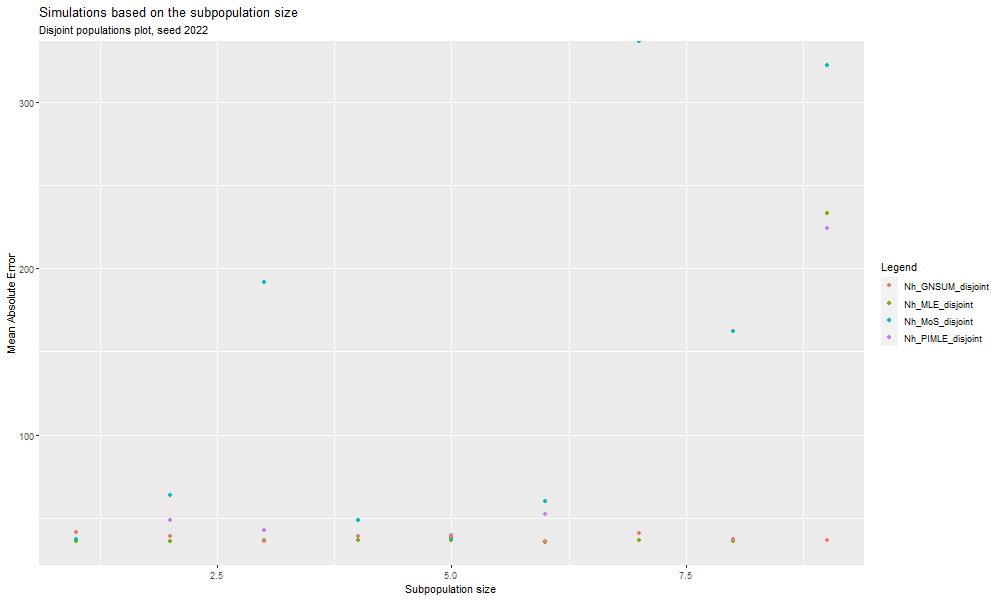 Simulations based on the subpopulation size
Disjoint populations plot, seed 2022
300
200
100
Mean Absolute Error
2.5
5.0
7.5
Subpopulation size
Legend
Nh_GNSUM_disjoint
Nh_MLE_disjoint
Nh_MoS_disjoint
Nh_PIMLE_disjoint